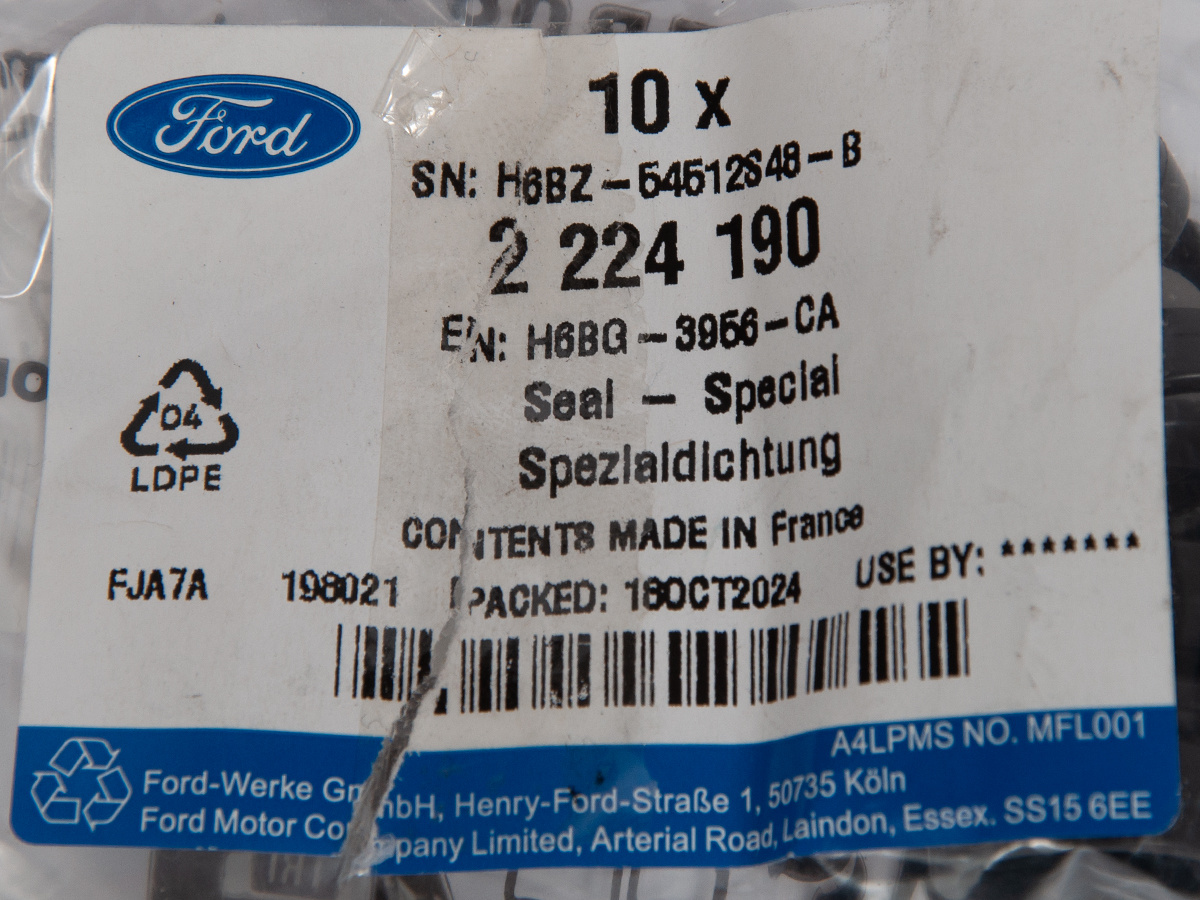 Ford
10 x
SN: H6BZ-54512S48-B
2 224 190
E/N: H6BG-3956-CA
Seal - Special
Spezialdichtung
04
LDPE
CONTENTS MADE IN France
FJA7A 198021 PACKED: 18OCT2024 USE BY: *******
A4LPMS NO. MFL001
Ford-Werke GmbH, Henry-Ford-Straße 1, 50735 Köln
Ford Motor Company Limited, Arterial Road, Laindon, Essex. SS15 6EE